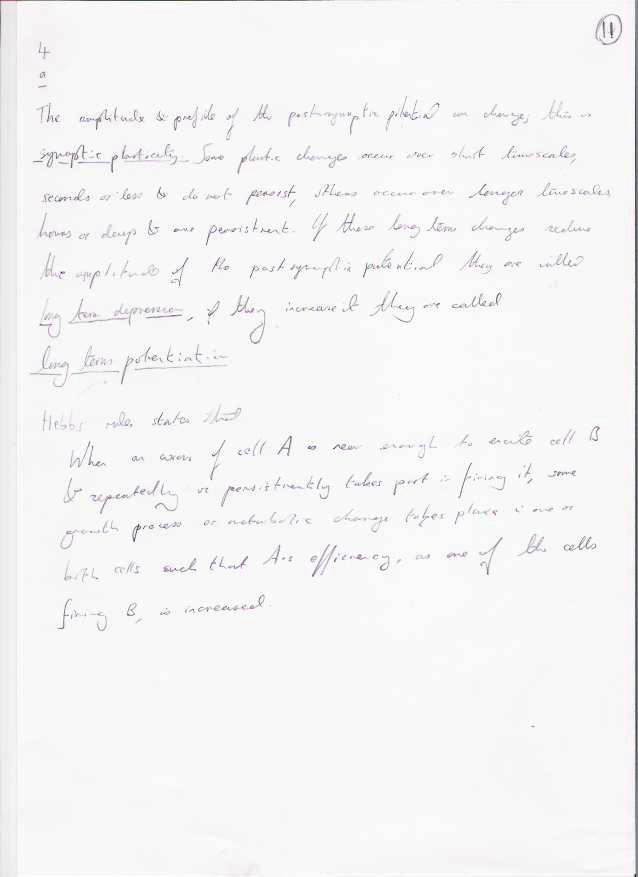 11
4
a
The amplitude & profile of the post-synaptic potential can change, this is
synaptic plasticity. Some plastic changes occur over short timescales,
seconds or less & do not persist, others occur over longer timescales,
hours or days & are persistent. If these long term changes reduce
the amplitude of the post-synaptic potential they are called
long term depression, if they increase it they are called
long term potentiation
Hebbs rules states that
When an axon of cell A is near enough to excite cell B
& repeatedly or persistently takes part in firing it, some
growth process or metabolic change takes place in one or
both cells such that A's efficiency, as one of the cells
firing B, is increased.